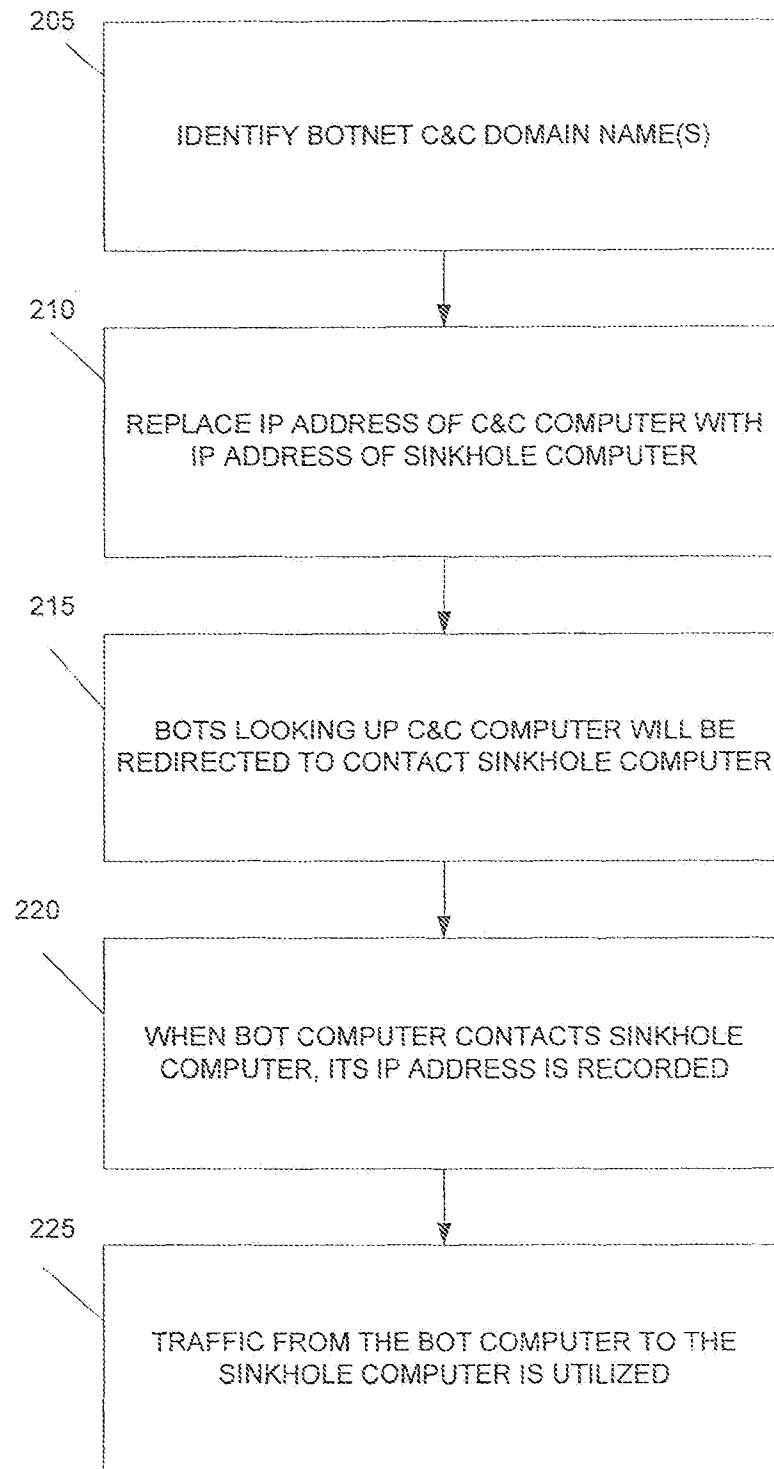 205
IDENTIFY BOTNET C&C DOMAIN NAME(S)
210
REPLACE IP ADDRESS OF C&C COMPUTER WITH
IP ADDRESS OF SINKHOLE COMPUTER
215
BOTS LOOKING UP C&C COMPUTER WILL BE
REDIRECTED TO CONTACT SINKHOLE COMPUTER
220
WHEN BOT COMPUTER CONTACTS SINKHOLE
COMPUTER, ITS IP ADDRESS IS RECORDED
225
TRAFFIC FROM THE BOT COMPUTER TO THE
SINKHOLE COMPUTER IS UTILIZED